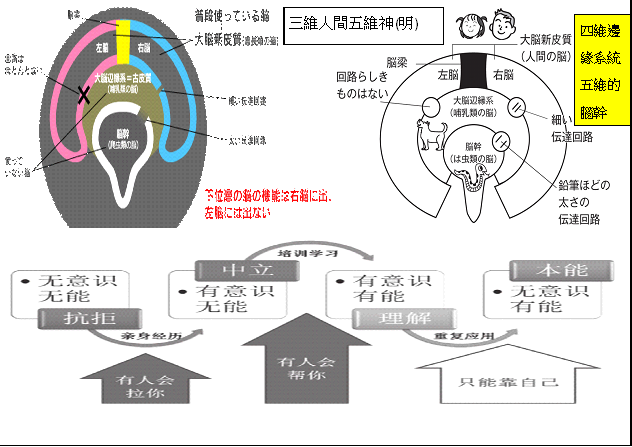 三維人間五維神(明)
四維邊
緣系統
五維的
腦幹
脳梁
普段使っている脳
大脳新皮質
左脳
右脳
大脳辺縁系＝古皮質
(哺乳類の脳)
脳幹
(爬虫類の脳)
使って
いない脳
下位濃の脳の機能は右脳に出、
左脳には出ない
大脳新皮質
(人間の脳)
脳梁
左脳
右脳
回路らしき
ものはない
大脳辺縁系
(哺乳類の脳)
細い
伝達回路
脳幹
(は虫類の脳)
鉛筆ほどの
太さの
伝達回路
培训学习
• 无意识
无能
抗拒
中立
• 有意识
无能
• 有意识
有能
理解
本能
• 无意识
有能
亲身经历
重复应用
有人会
拉你
有人会
帮你
只能靠自己